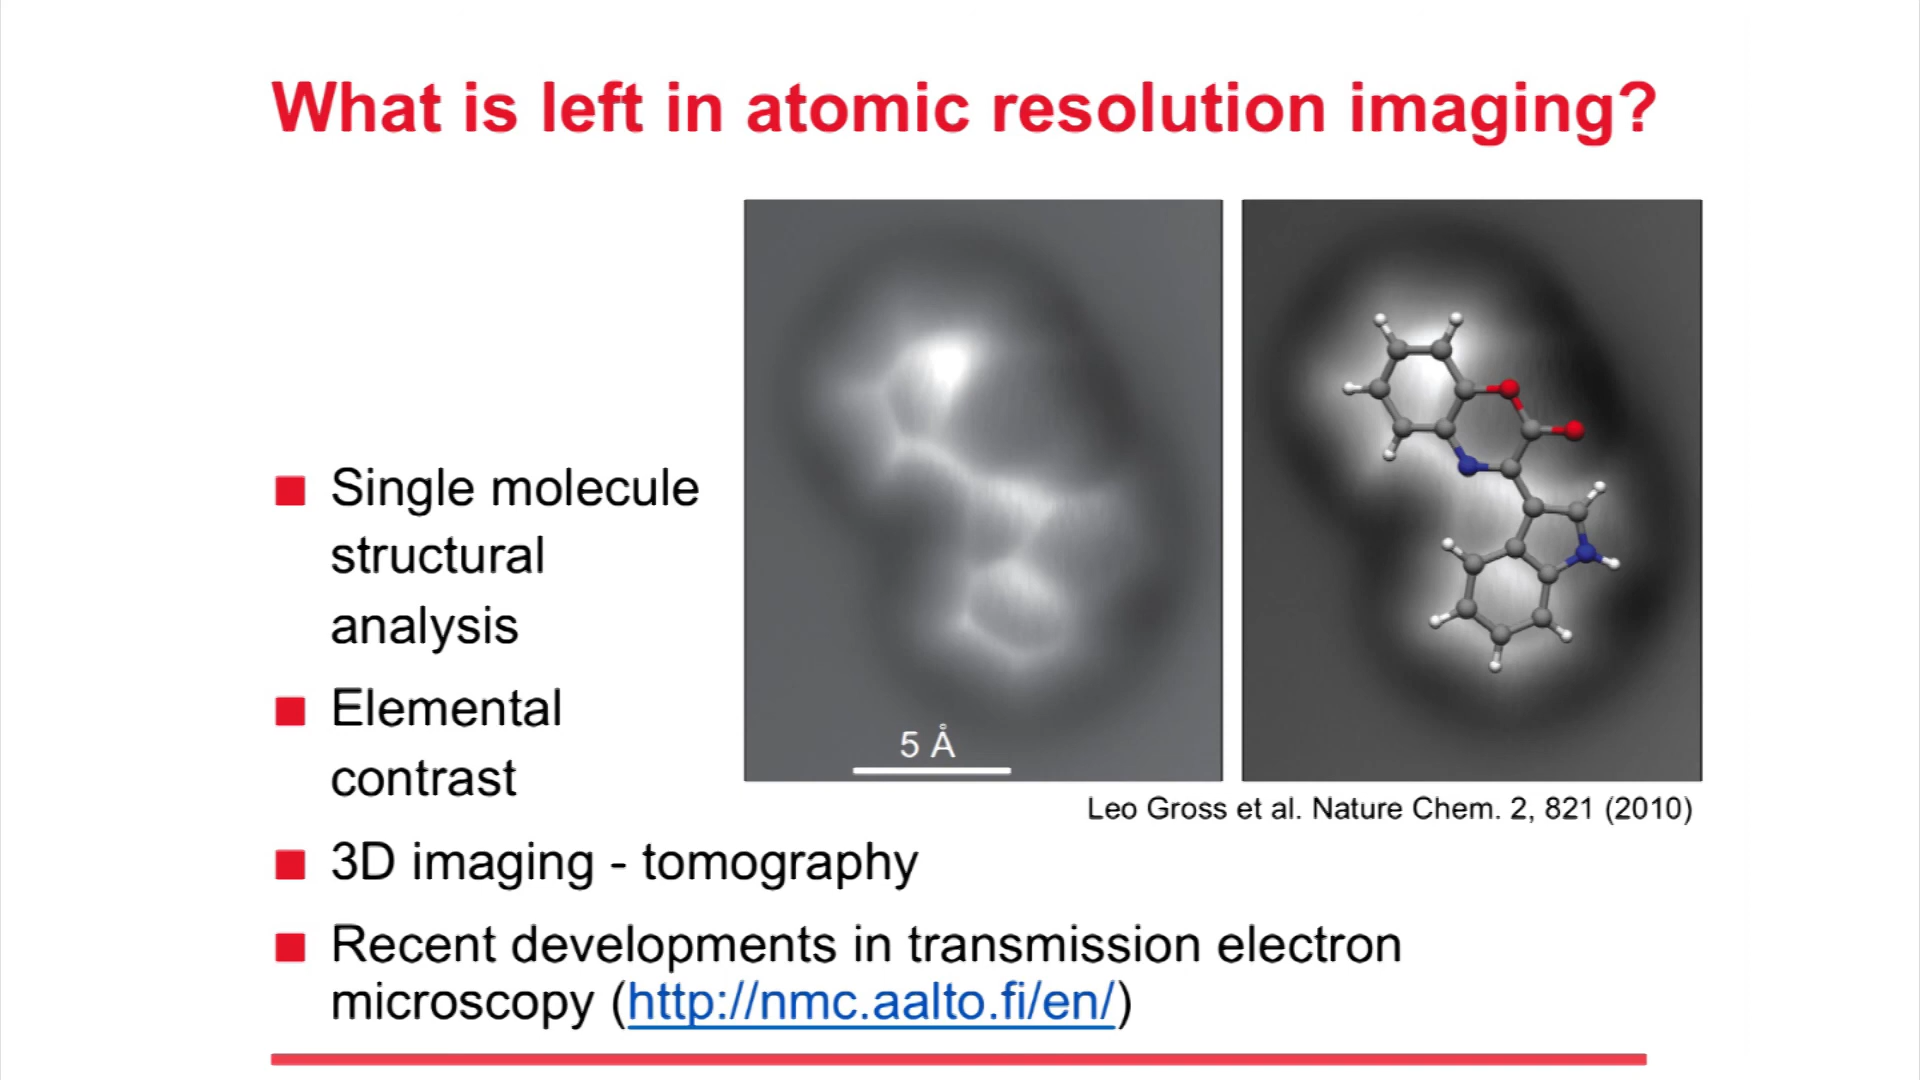 What is left in atomic resolution imaging?
Single molecule
structural
analysis
Elemental
contrast
5 Å
Leo Gross et al. Nature Chem. 2, 821 (2010)
3D imaging - tomography
Recent developments in transmission electron
microscopy (http://nmc.aalto.fi/en/)